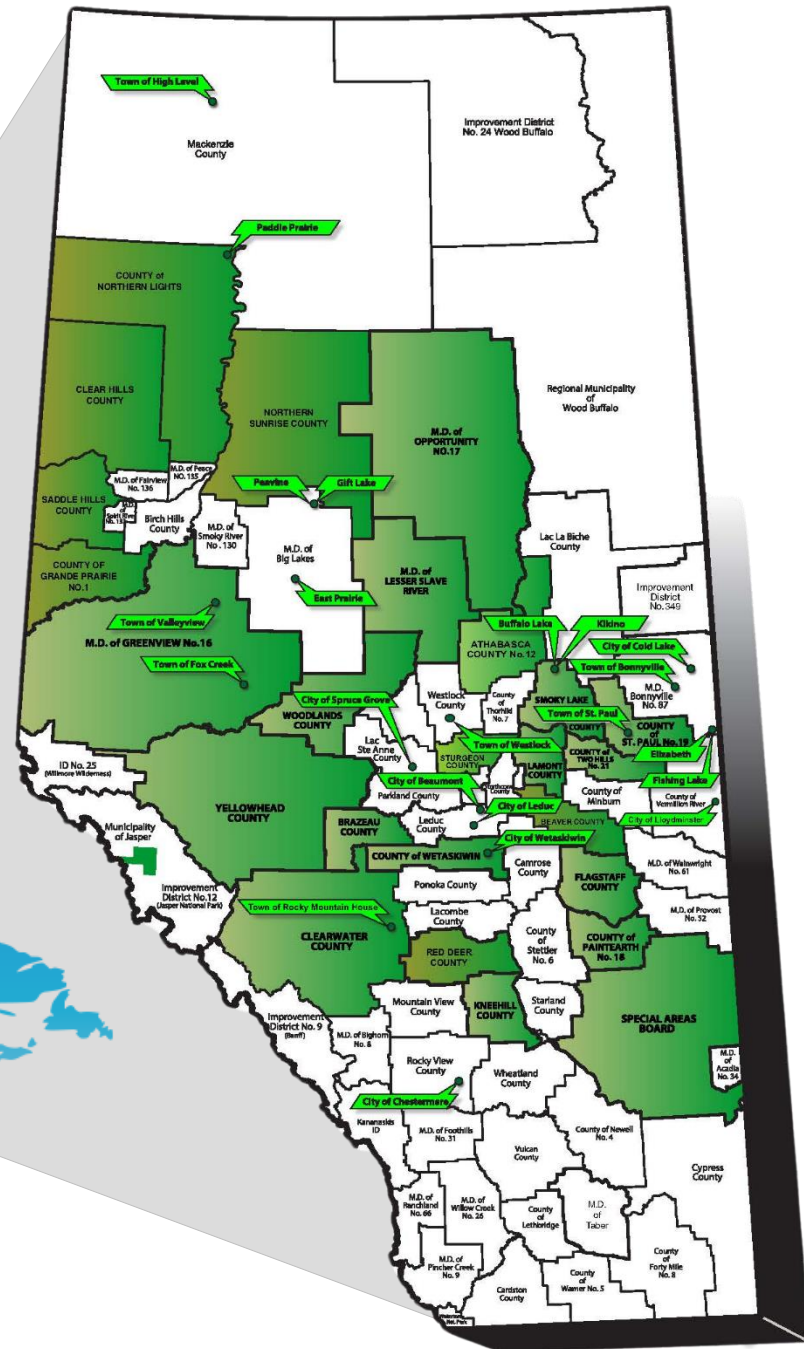 Town of High Level
Mackenzie
County
Improvement District
No. 24 Wood Buffalo
Paddle Prairie
COUNTY of
NORTHERN LIGHTS
CLEAR HILLS
COUNTY
NORTHERN
SUNRISE COUNTY
M.D. of
OPPORTUNITY
NO.17
Regional Municipality
of
Wood Buffalo
M.D. of Fairview
No. 136
M.D. of Peace
No. 135
Peavine
Gift Lake
SADDLE HILLS
COUNTY
M.D.
of
Spirit River
No. 133
Birch Hills
County
M.D. of
Smoky River
No. 130
M.D. of
Big Lakes
Lac La Biche
County
COUNTY OF
GRANDE PRAIRIE
NO.1
East Prairie
M.D. of
LESSER SLAVE
RIVER
Improvement
District
No.349
Town of Valleyview
M.D. of GREENVIEW No.16
Buffalo Lake
Kikino
ATHABASCA
COUNTY No.12
City of Cold Lake
Town of Bonnyville
Town of Fox Creek
M.D.
Bonnyville
No. 87
City of Spruce Grove
WOODLANDS
COUNTY
Westlock
County
County
of
Thorhild
No. 7
SMOKY LAKE
COUNTY
Town of St. Paul
COUNTY
of
ST. PAUL No.19
Lac
Ste Anne
County
Town of Westlock
STURGEON
COUNTY
LAMONT
COUNTY
COUNTY of
TWO HILLS
No. 21
Elizabeth
ID No. 25
(Willmore Wilderness)
Fishing Lake
City of Beaumont
Parkland County
County of
Minburn
County of
Vermilion River
YELLOWHEAD
COUNTY
City of Leduc
City of Lloydminster
Municipality
of Jasper
BRAZEAU
COUNTY
Leduc
County
BEAVER COUNTY
City of Wetaskiwin
COUNTY of WETASKIWIN
Camrose
County
M.D. of Wainwright
No. 61
Improvement
District No.12
(Jasper National Park)
Ponoka County
FLAGSTAFF
COUNTY
Town of Rocky Mountain House
Lacombe
County
M.D. of Provost
No. 52
CLEARWATER
COUNTY
County
of
Stettler
No. 6
COUNTY of
PAINTEARTH
No. 18
RED DEER
COUNTY
Improvement
District No. 9
(Banff)
Mountain View
County
KNEEHILL
COUNTY
Starland
County
SPECIAL AREAS
BOARD
M.D. of Bighorn
No. 8
Rocky View
County
Wheatland
County
M.D.
of
Acadia
No. 34
City of Chestermere
Kananaskis
ID
M.D. of Foothills
No. 31
Vulcan
County
County of Newell
No. 4
Cypress
County
M.D. of
Ranchland
No. 66
M.D. of
Willow Creek
No. 26
County
of
Lethbridge
M.D.
of
Taber
M.D. of
Pincher Creek
No. 9
County
of
Forty Mile
No. 8
Cardston
County
County
of
Warner No. 5
Nat. Park